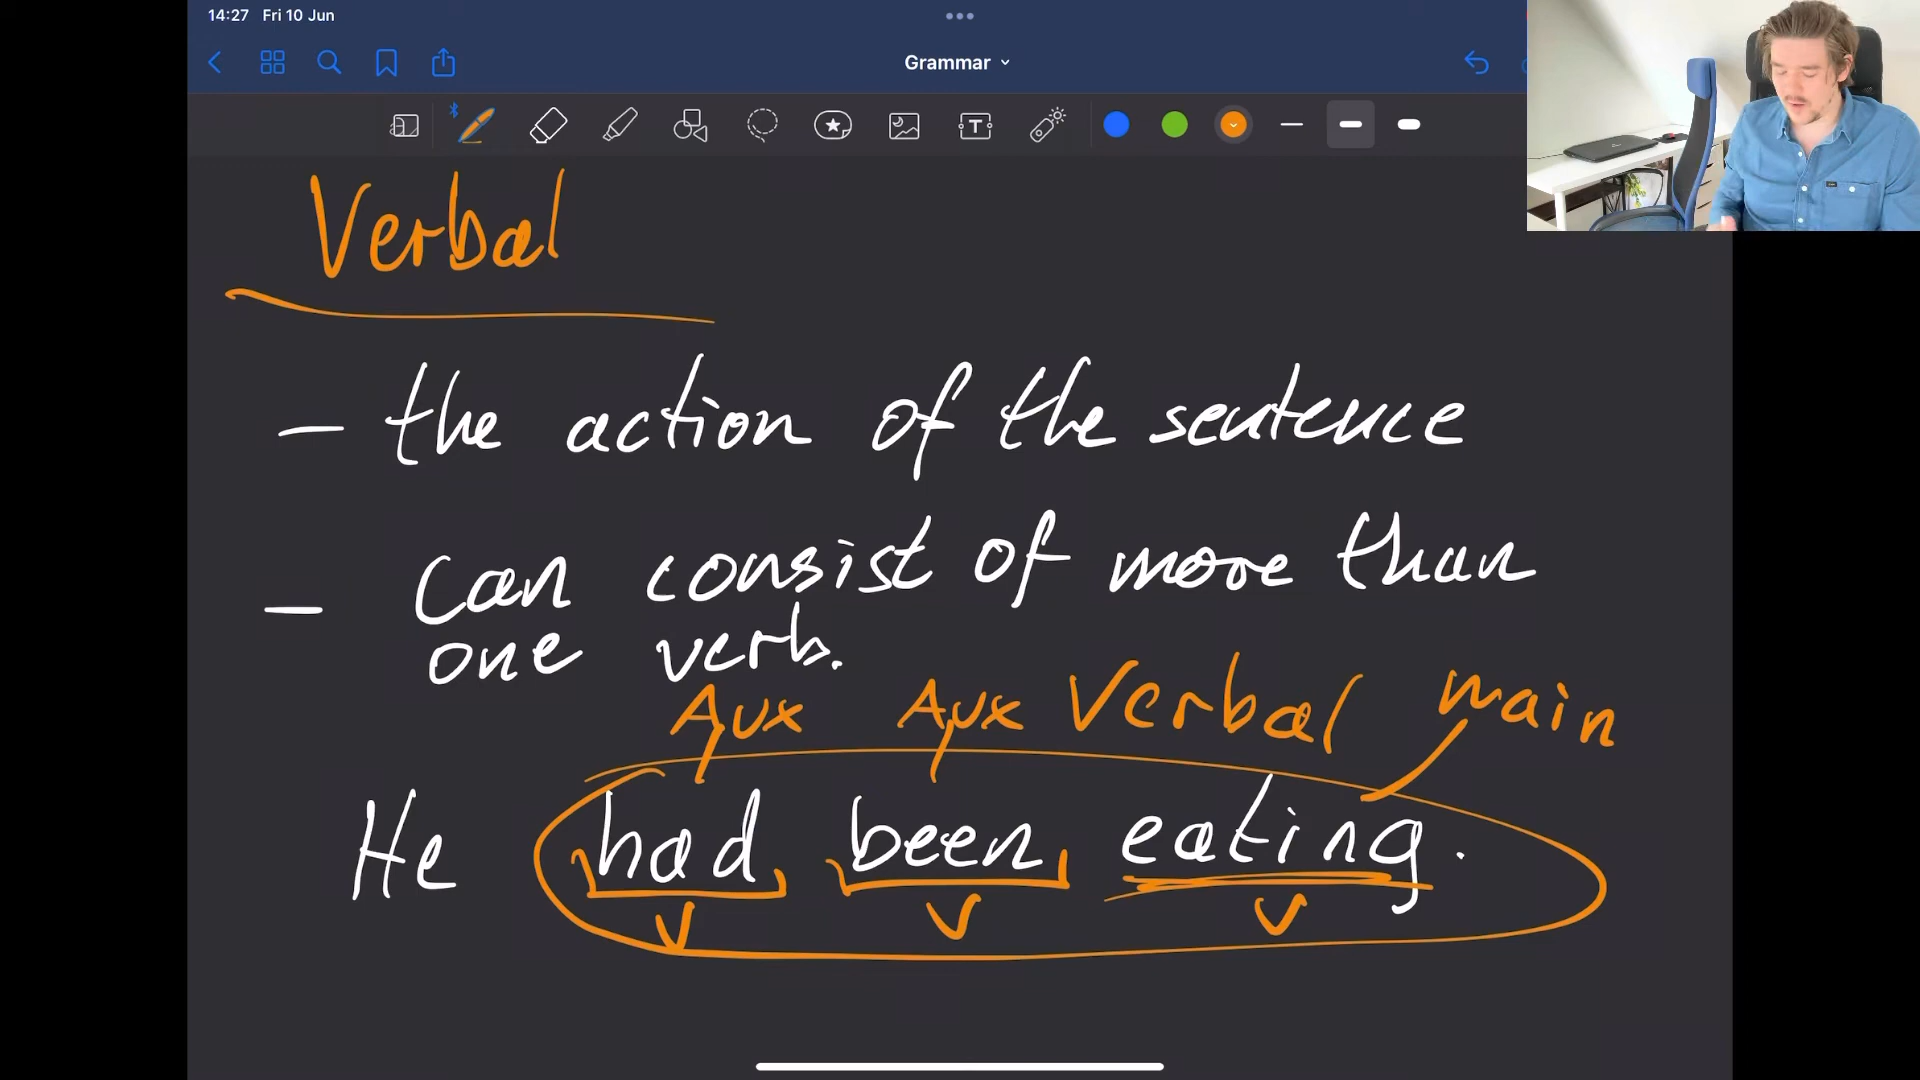 14:27 Fri 10 Jun
Grammar
T
Verbal
- the action of the sentence
- can consist of more than
one verb.
Aux Aux Verbal main
He had been eating.
V V V